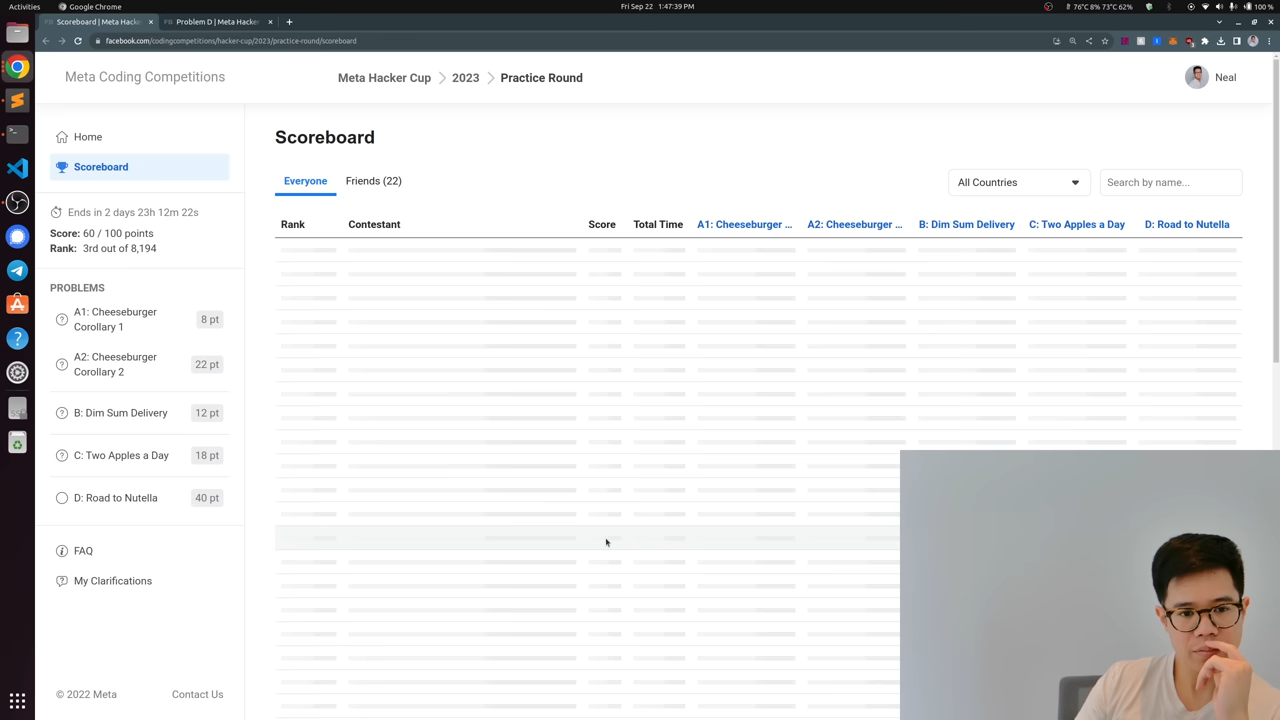 Activities
Google Chrome
Fri Sep 22 1:47:39 PM
76°C 8% 73°C 62%
100 %
Scoreboard | Meta Hacker
Problem D | Meta Hacker
facebook.com/codingcompetitions/hacker-cup/2023/practice-round/scoreboard
Meta Coding Competitions
Meta Hacker Cup
2023
Practice Round
Neal
Home
Scoreboard
Ends in 2 days 23h 12m 22s
Score: 60 / 100 points
Rank: 3rd out of 8,194
PROBLEMS
A1: Cheeseburger
Corollary 1
8 pt
A2: Cheeseburger
Corollary 2
22 pt
B: Dim Sum Delivery
12 pt
C: Two Apples a Day
18 pt
D: Road to Nutella
40 pt
FAQ
My Clarifications
© 2022 Meta
Contact Us
Scoreboard
Everyone
Friends (22)
All Countries
Search by name...
Rank
Contestant
Score
Total Time
A1: Cheeseburger ...
A2: Cheeseburger ...
B: Dim Sum Delivery
C: Two Apples a Day
D: Road to Nutella